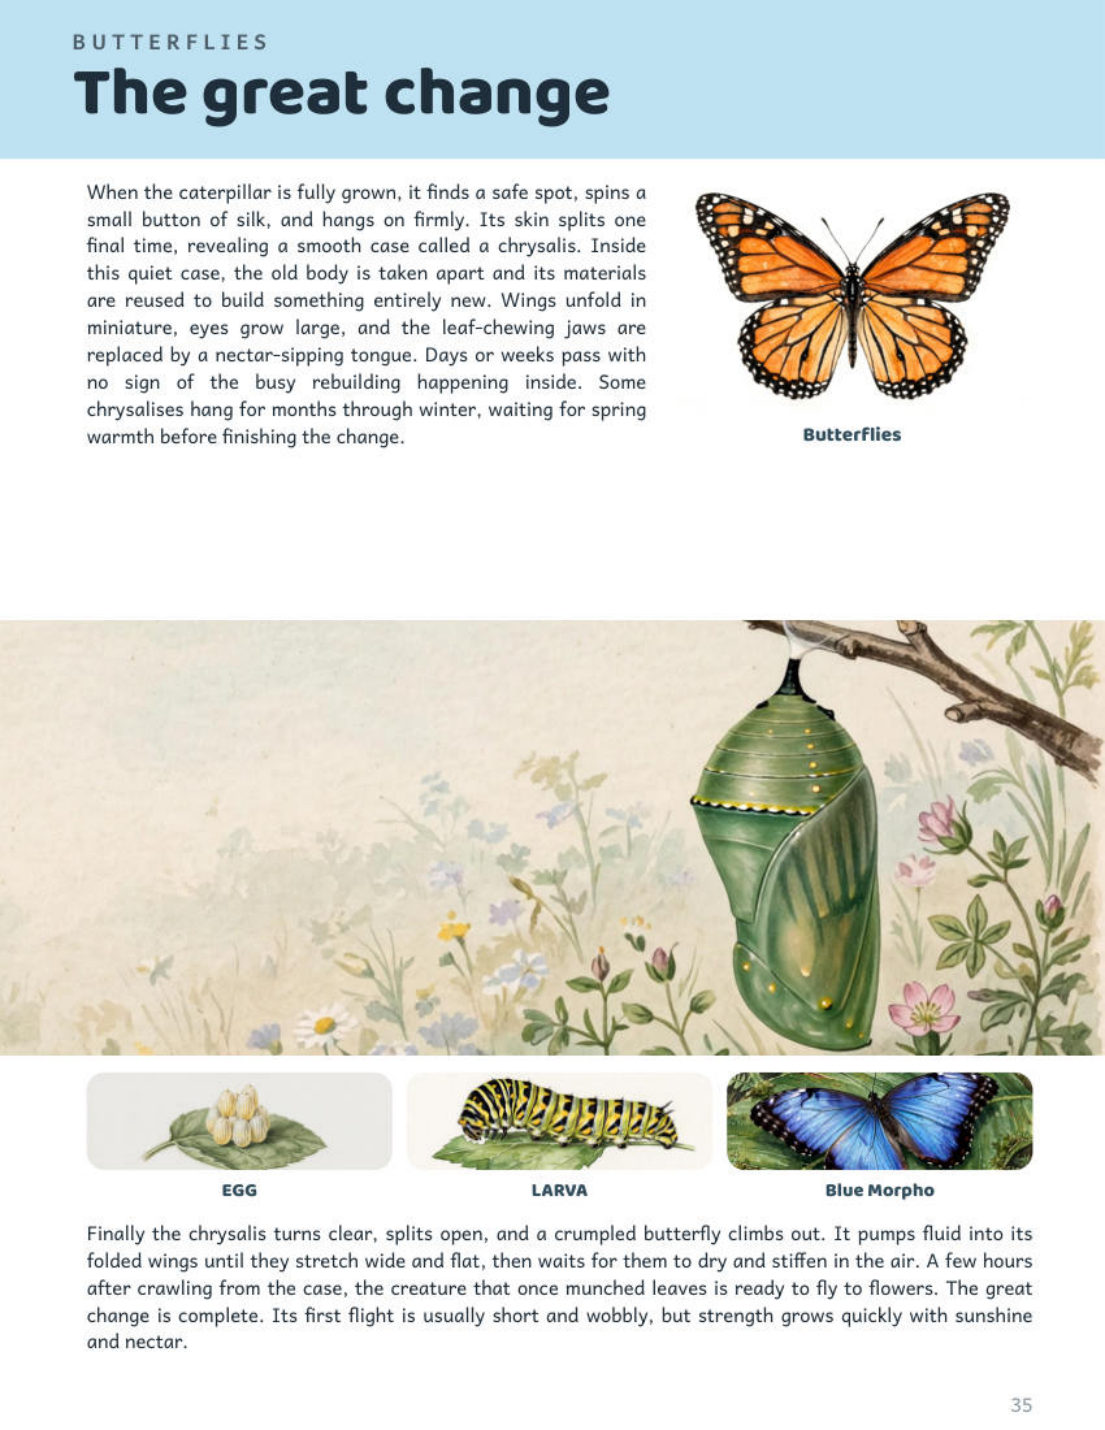 BUTTERFLIES
The great change
When the caterpillar is fully grown, it finds a safe spot, spins a
small button of silk, and hangs on firmly. Its skin splits one
final time, revealing a smooth case called a chrysalis. Inside
this quiet case, the old body is taken apart and its materials
are reused to build something entirely new. Wings unfold in
miniature, eyes grow large, and the leaf-chewing jaws are
replaced by a nectar-sipping tongue. Days or weeks pass with
no sign of the busy rebuilding happening inside. Some
chrysalises hang for months through winter, waiting for spring
warmth before finishing the change.
Butterflies
EGG
LARVA
Blue Morpho
Finally the chrysalis turns clear, splits open, and a crumpled butterfly climbs out. It pumps fluid into its
folded wings until they stretch wide and flat, then waits for them to dry and stiffen in the air. A few hours
after crawling from the case, the creature that once munched leaves is ready to fly to flowers. The great
change is complete. Its first flight is usually short and wobbly, but strength grows quickly with sunshine
and nectar.
35